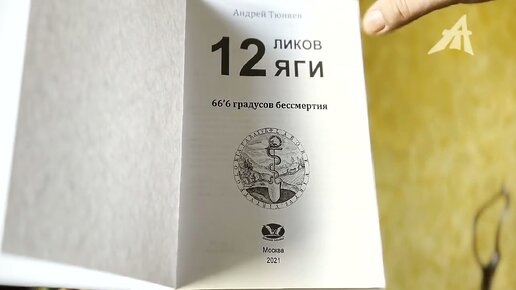 Андрей Тюняев
12 ЛИКОВ
ЯГИ
66'6 градусов бессмертия
Москва
2021